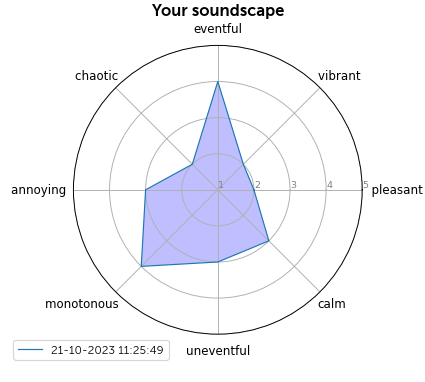 Your soundscape
eventful
chaotic
vibrant
annoying
1 2 3 4 5
pleasant
monotonous
calm
uneventful
21-10-2023 11:25:49